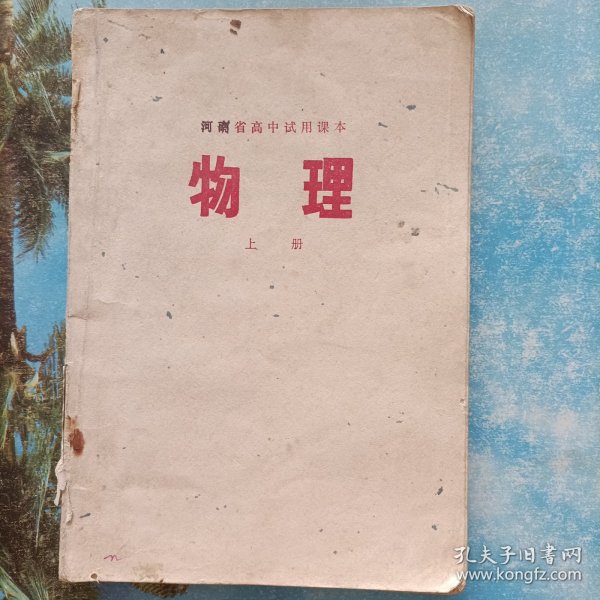 河南省高中试用课本
物理
上册
孔夫子旧书网
www.kongfz.com